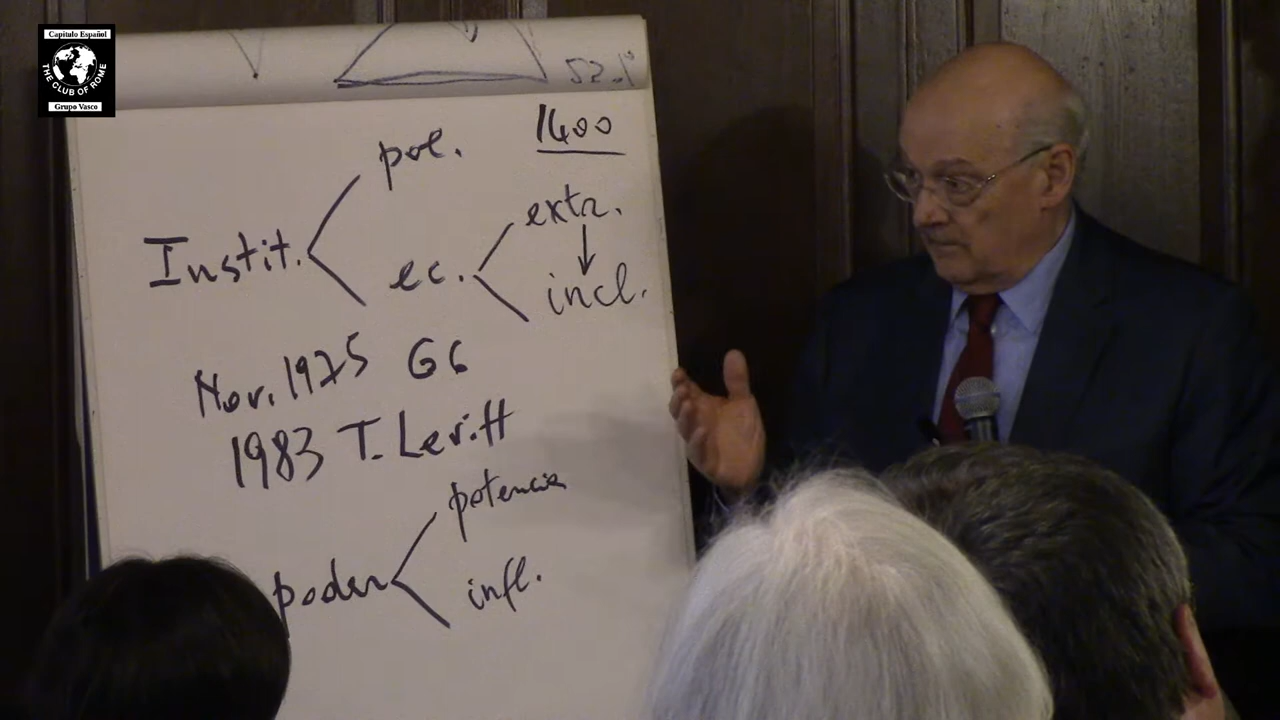 Capítulo Español
THE CLUB OF ROME
Grupo Vasco
52.1°
1400
pol.
Instit.
ec.
extr.
incl.
Nov. 1975 G6
1983 T. Levitt
potencia
poder
infl.